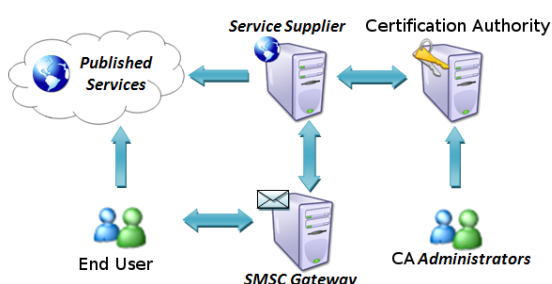 Service Supplier
Certification Authority
Published
Services
End User
CA Administrators
SMSC Gateway